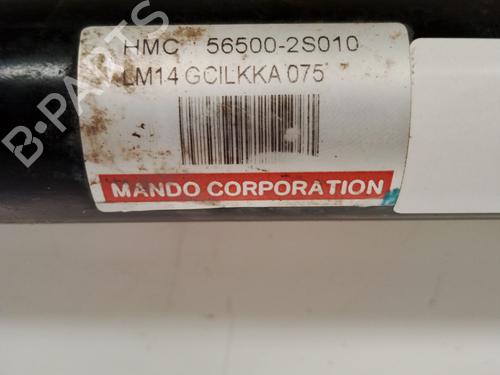 HMC 56500-2S010
LM14 GCILKKA 075
MANDO CORPORATION
B-PARTS